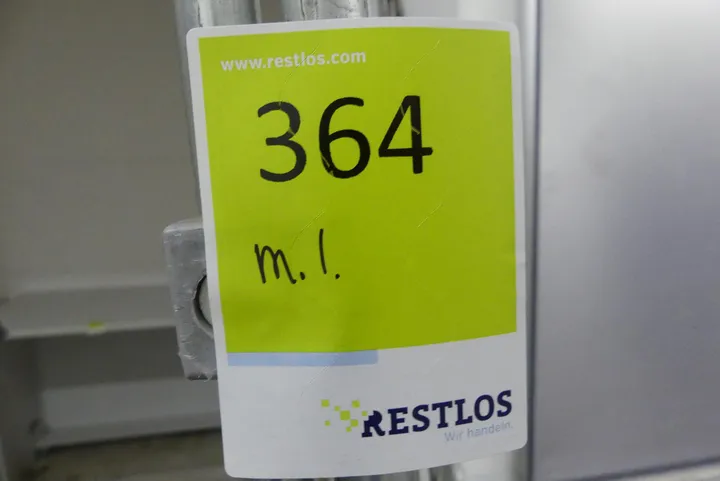 www.restlos.com
364
m. l.
RESTLOS
Wir handeln.